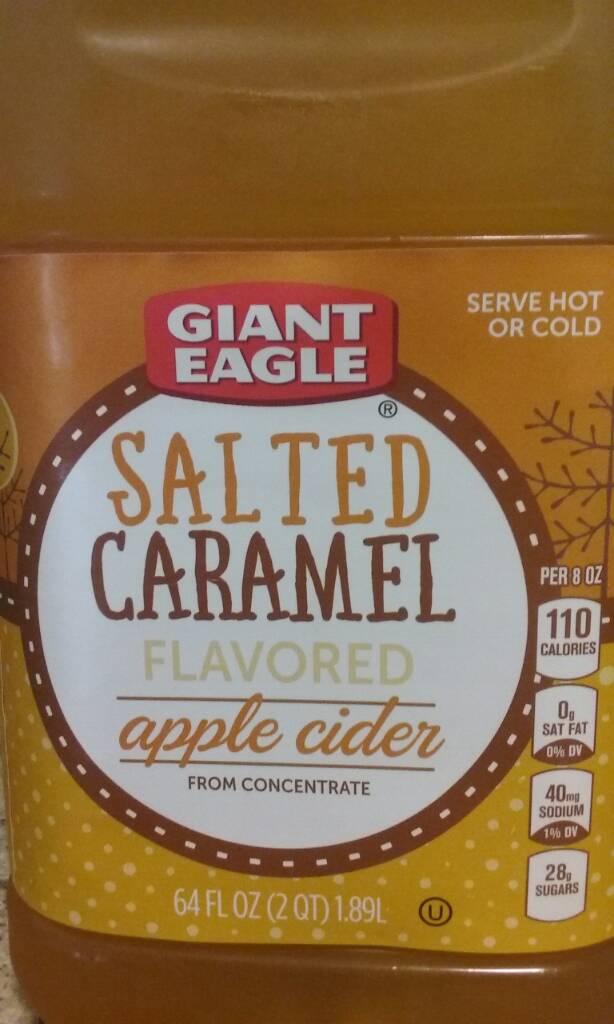 GIANT
EAGLE
®
SERVE HOT
OR COLD
SALTED
CARAMEL
FLAVORED
apple cider
FROM CONCENTRATE
PER 8 OZ
110
CALORIES
0g
SAT FAT
0% DV
40mg
SODIUM
1% DV
28g
SUGARS
64 FL OZ (2 QT) 1.89L
U